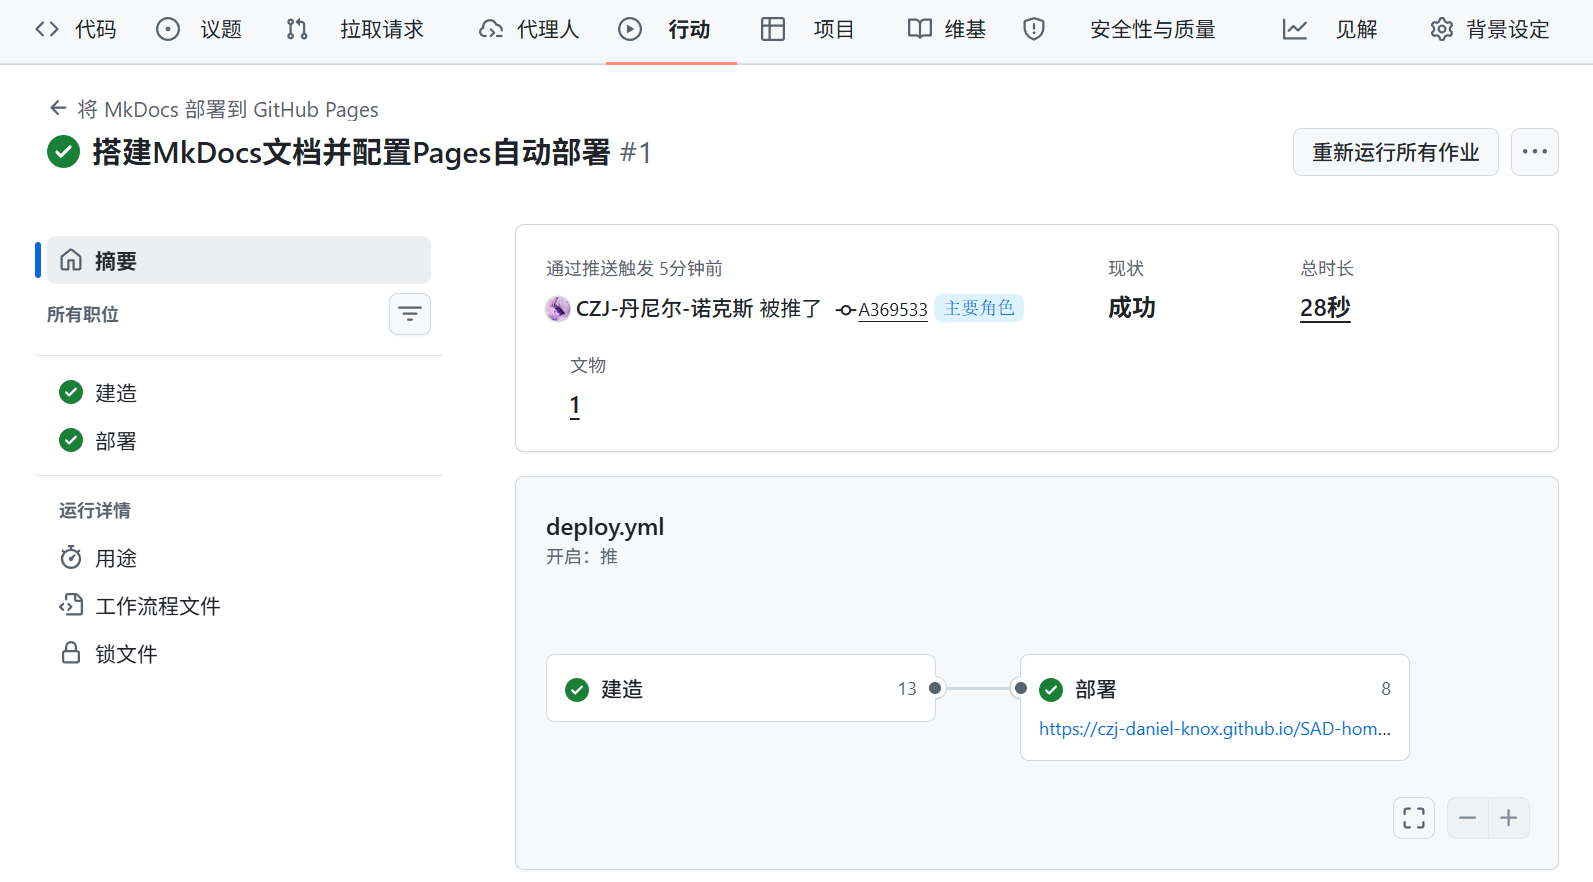 代码 议题 拉取请求 代理人 行动 项目 维基 安全性与质量 见解 背景设定
将 MkDocs 部署到 GitHub Pages
搭建MkDocs文档并配置Pages自动部署 #1
重新运行所有作业
摘要
所有职位
建造
部署
运行详情
用途
工作流程文件
锁文件
通过推送触发 5分钟前
CZJ-丹尼尔-诺克斯 被推了 A369533 主要角色
现状
成功
总时长
28秒
文物
1
deploy.yml
开启：推
建造 13
部署 8
https://czj-daniel-knox.github.io/SAD-hom...